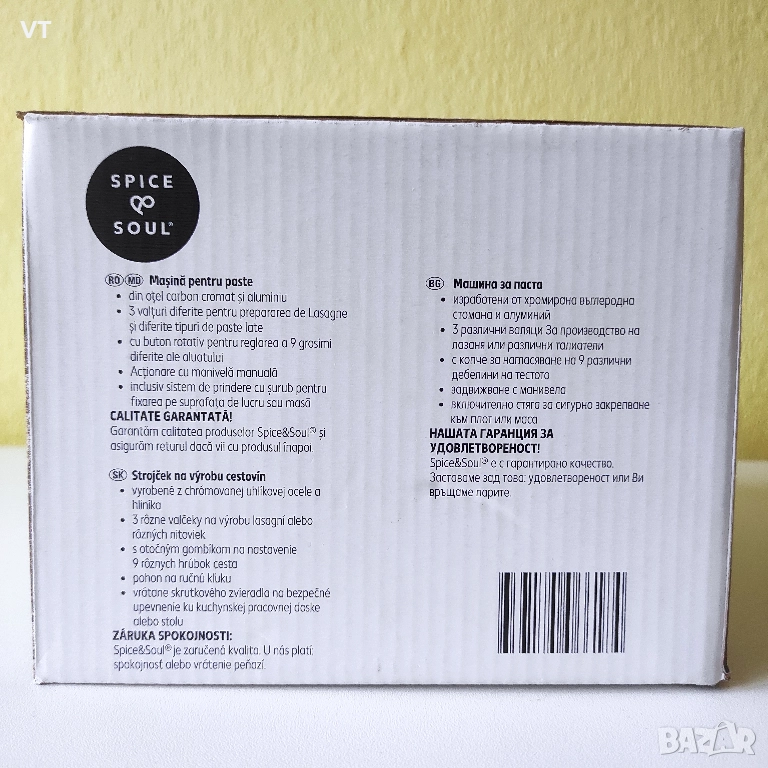 VT
SPICE
&
SOUL®
RO MD Mașină pentru paste
• din oțel carbon cromat și aluminiu
• 3 valțuri diferite pentru prepararea de Lasagne
și diferite tipuri de paste late
• cu buton rotativ pentru reglarea a 9 grosimi
diferite ale aluatului
• Acționare cu manivelă manuală
• inclusiv sistem de prindere cu șurub pentru
fixarea pe suprafața de lucru sau masă
CALITATE GARANTATĂ!
Garantăm calitatea produselor Spice&Soul® și
asigurăm returul dacă vii cu produsul înapoi.
SK Strojček na výrobu cestovín
• vyrobené z chrómovanej uhlíkovej ocele a
hliníka
• 3 rôzne valčeky na výrobu lasagní alebo
rôznych nitoviek
• s otočným gombíkom na nastavenie
9 rôznych hrúbok cesta
• pohon na ručnú kľuku
• vrátane skrutkového zvieradla na bezpečné
upevnenie ku kuchynskej pracovnej doske
alebo stolu
ZÁRUKA SPOKOJNOSTI:
Spice&Soul® je zaručená kvalita. U nás platí:
spokojnosť alebo vrátenie peňazí.
BG Машина за паста
• изработени от хромирана въглеродна
стомана и алуминий
• 3 различни валяци За производство на
лазаня или различни талиатели
• с копче за нагласяване на 9 различни
дебелини на тестото
• задвижване с манивела
• включително стяга за сигурно закрепване
към плот или маса
НАШАТА ГАРАНЦИЯ ЗА
УДОВЛЕТВОРЕНОСТ!
Spice&Soul® е с гарантирано качество.
Заставаме зад това: удовлетвореност или Ви
връщаме парите.
BAZAR